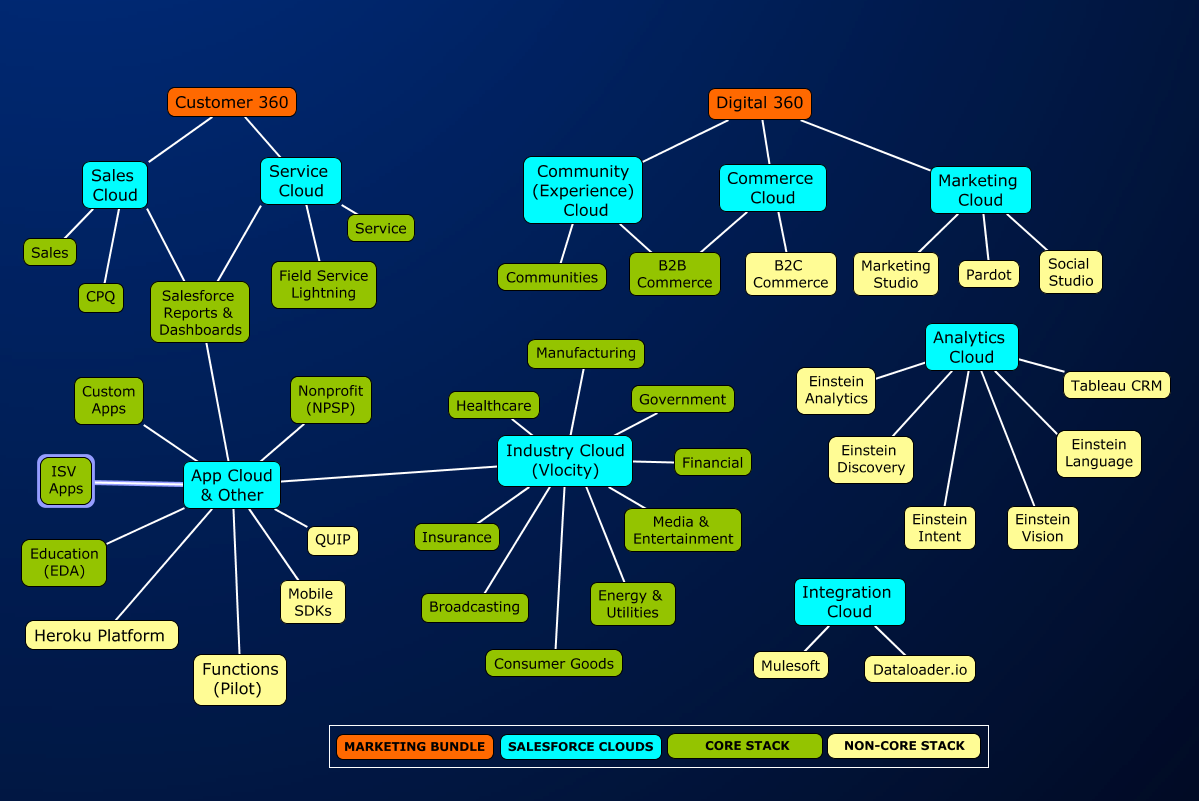 Customer 360
Digital 360
Sales
Cloud
Service
Cloud
Community
(Experience)
Cloud
Commerce
Cloud
Marketing
Cloud
Sales
CPQ
Salesforce
Reports &
Dashboards
Field Service
Lightning
Service
Communities
B2B
Commerce
B2C
Commerce
Marketing
Studio
Pardot
Social
Studio
Analytics
Cloud
Einstein
Analytics
Tableau CRM
Einstein
Discovery
Einstein
Language
Einstein
Intent
Einstein
Vision
Manufacturing
Healthcare
Government
Industry Cloud
(Vlocity)
Financial
Insurance
Media &
Entertainment
Broadcasting
Energy &
Utilities
Consumer Goods
Custom
Apps
Nonprofit
(NPSP)
ISV
Apps
App Cloud
& Other
Education
(EDA)
QUIP
Mobile
SDKs
Heroku Platform
Functions
(Pilot)
Integration
Cloud
Mulesoft
Dataloader.io
MARKETING BUNDLE
SALESFORCE CLOUDS
CORE STACK
NON-CORE STACK